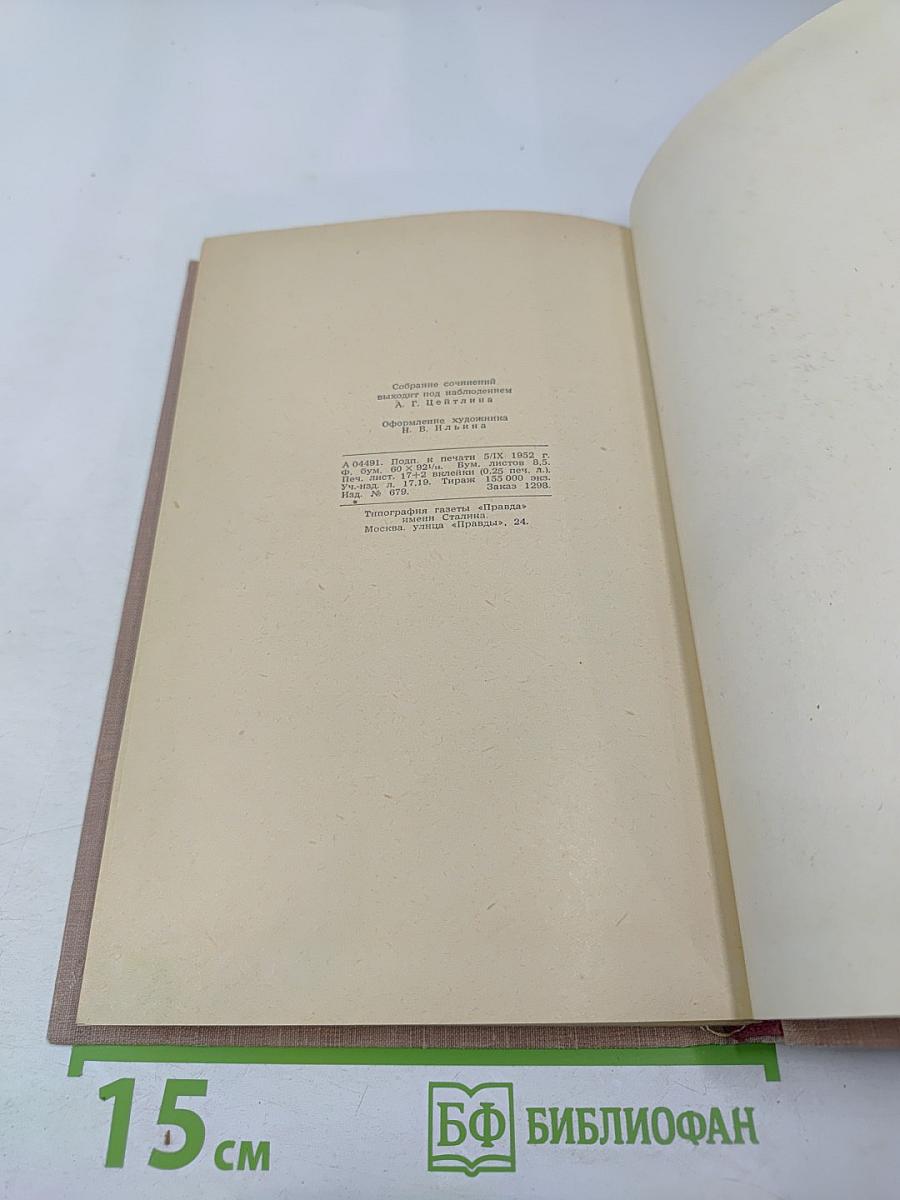 Собрание сочинений
выходит под наблюдением
А. Г. Цейтлина
Оформление художника
Н. В. Ильина
А 04491. Подп. к печати 5/IX 1952 г.
Ф. бум. 60 × 92 1/16. Бум. листов 8,5.
Печ. лист. 17+2 вклейки (0,25 печ. л.).
Уч.-изд. л. 17,19. Тираж 155 000 экз.
Изд. № 679. Заказ 1298.
Типография газеты «Правда»
имени Сталина.
Москва, улица «Правды», 24.
15 см
БФ БИБЛИОФАН